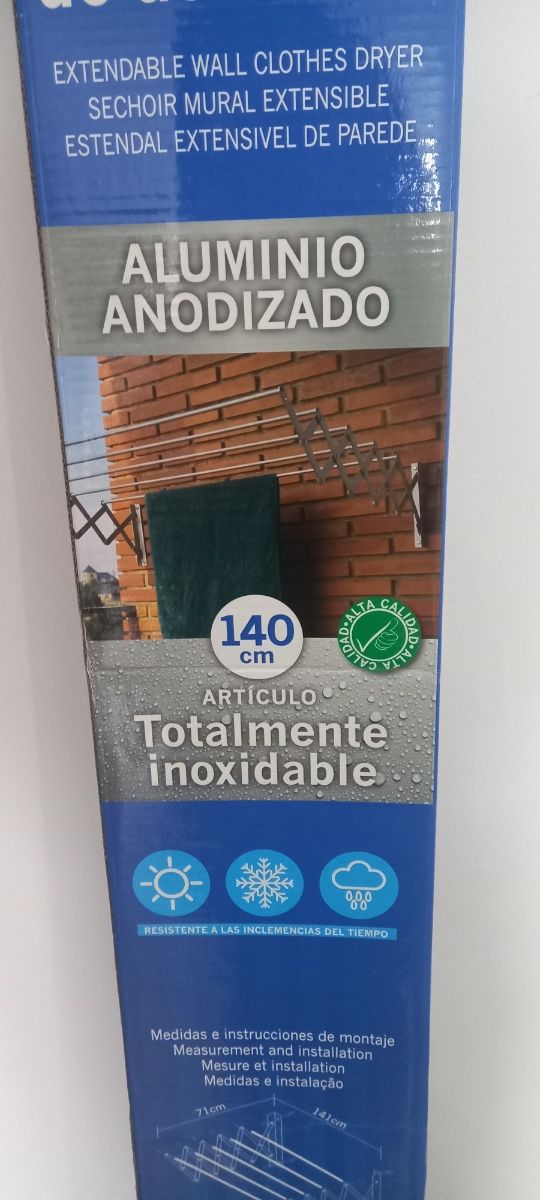 EXTENDABLE WALL CLOTHES DRYER
SECHOIR MURAL EXTENSIBLE
ESTENDAL EXTENSIVEL DE PAREDE
ALUMINIO
ANODIZADO
140
cm
ALTA CALIDAD•ALTA CALIDAD•
ARTÍCULO
Totalmente
inoxidable
RESISTENTE A LAS INCLEMENCIAS DEL TIEMPO
Medidas e instrucciones de montaje
Measurement and installation
Mesure et installation
Medidas e instalação
71cm
141cm